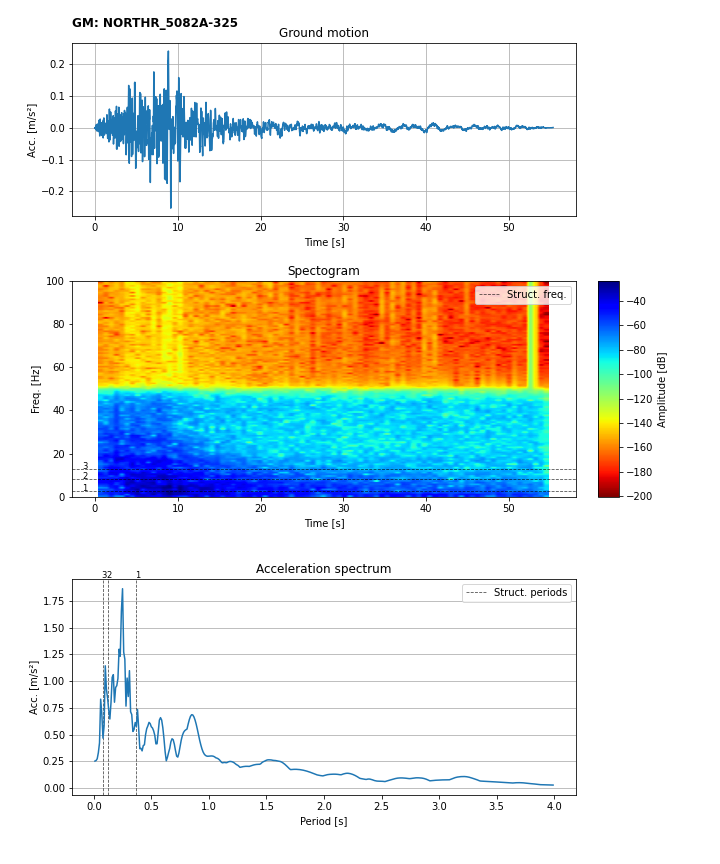 GM: NORTHR_5082A-325
Ground motion
Acc. [m/s²]
0.2
0.1
0.0
−0.1
−0.2
0 10 20 30 40 50
Time [s]
Spectogram
Freq. [Hz]
100
80
60
40
20
0
Struct. freq.
3
2
1
0 10 20 30 40 50
Time [s]
−40
−60
−80
−100
−120
−140
−160
−180
−200
Amplitude [dB]
Acceleration spectrum
32 1
Acc. [m/s²]
1.75
1.50
1.25
1.00
0.75
0.50
0.25
0.00
Struct. periods
0.0 0.5 1.0 1.5 2.0 2.5 3.0 3.5 4.0
Period [s]